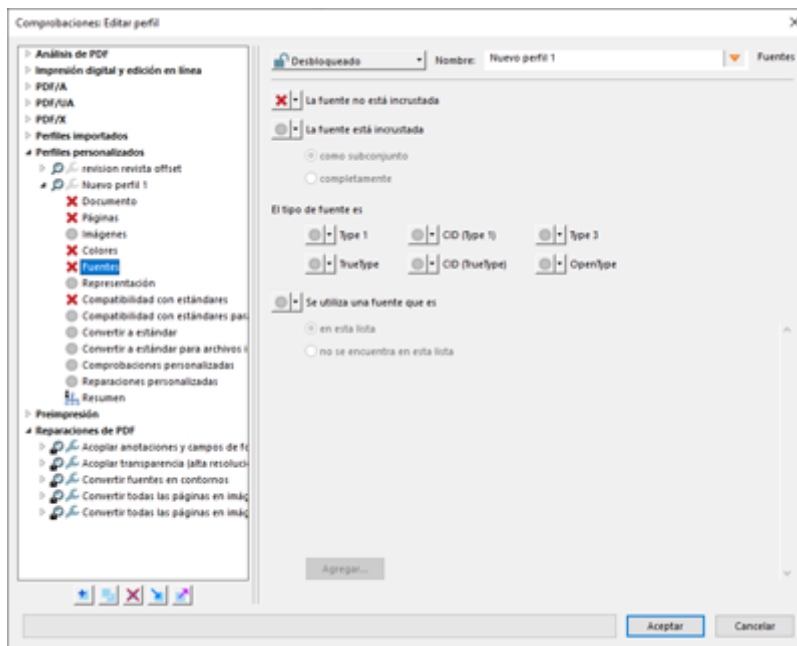 Comprobaciones: Editar perfil
Análisis de PDF
Impresión digital y edición en línea
PDF/A
PDF/UA
PDF/X
Perfiles importados
Perfiles personalizados
revision revista offset
Nuevo perfil 1
Documento
Páginas
Imágenes
Colores
Fuentes
Representación
Compatibilidad con estándares
Compatibilidad con estándares par
Convertir a estándar
Convertir a estándar para archivos i
Comprobaciones personalizadas
Reparaciones personalizadas
Resumen
Preimpresión
Reparaciones de PDF
Acoplar anotaciones y campos de fo
Acoplar transparencia (alta resoluci
Convertir fuentes en contornos
Convertir todas las páginas en imág
Convertir todas las páginas en imág
Desbloqueado Nombre: Nuevo perfil 1 Fuentes
La fuente no está incrustada
La fuente está incrustada
como subconjunto
completamente
El tipo de fuente es
Type 1 CID (Type 1) Type 3
TrueType CID (TrueType) OpenType
Se utiliza una fuente que es
en esta lista
no se encuentra en esta lista
Agregar...
Aceptar Cancelar